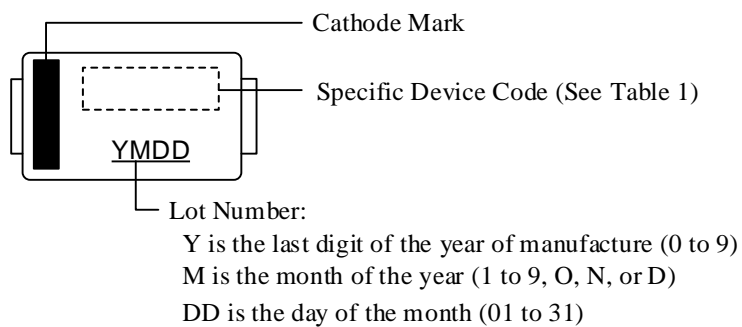 Cathode Mark
Specific Device Code (See Table 1)
YMDD
Lot Number:
Y is the last digit of the year of manufacture (0 to 9)
M is the month of the year (1 to 9, O, N, or D)
DD is the day of the month (01 to 31)